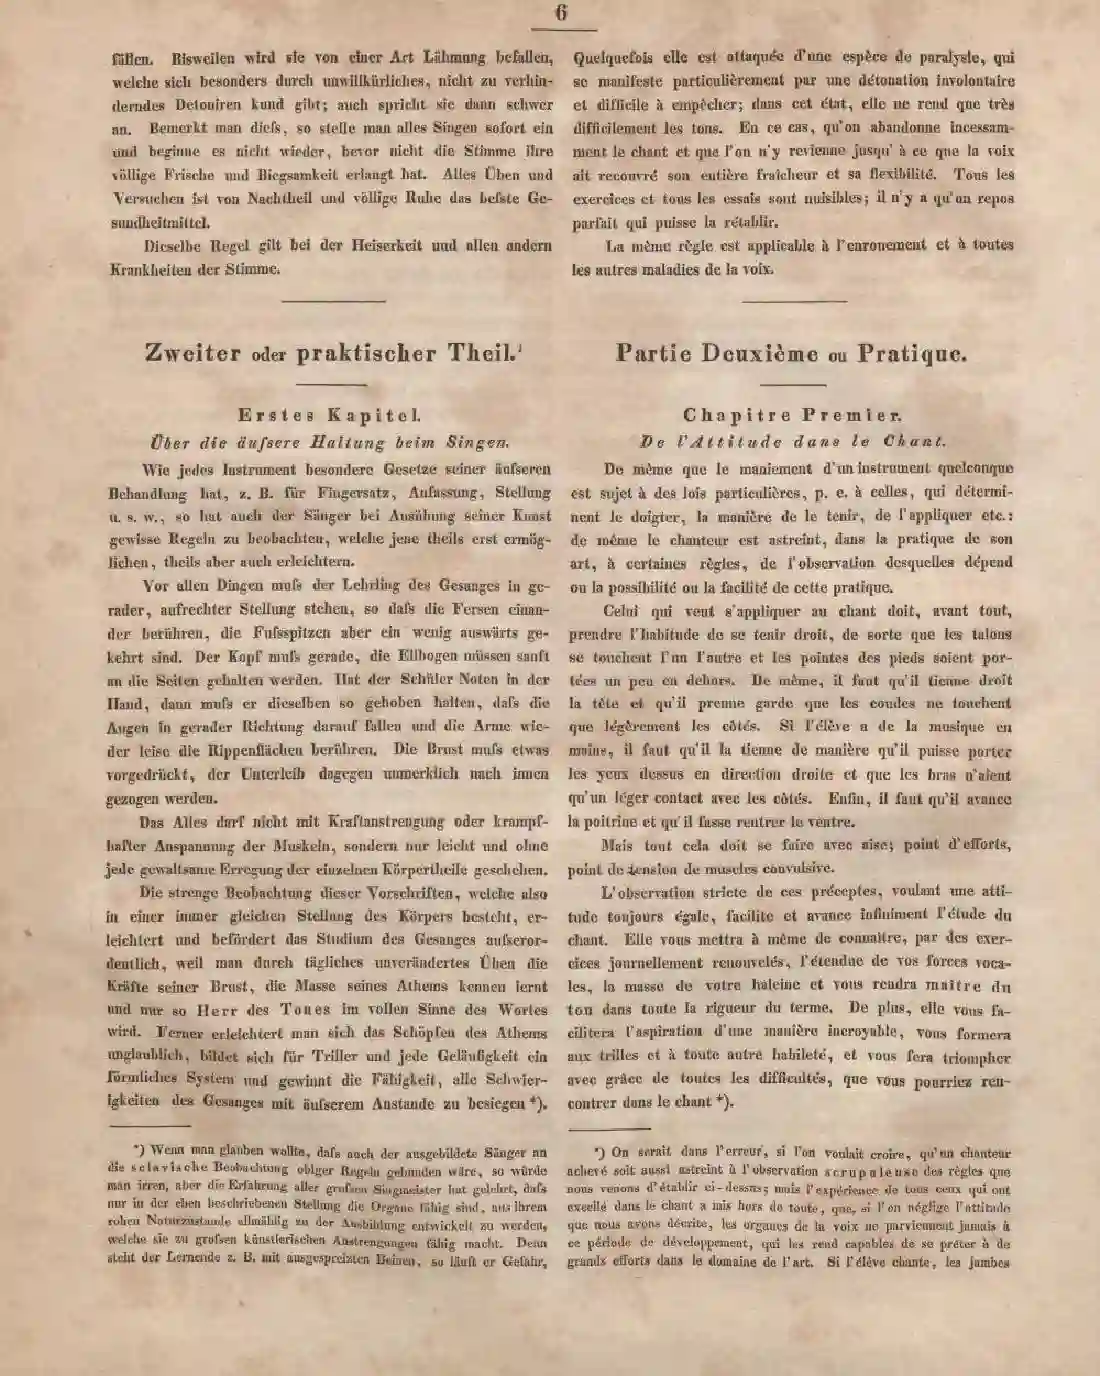 6
fällen. Bisweilen wird sie von einer Art Lähmung befallen,
welche sich besonders durch unwillkürliches, nicht zu verhin-
derndes Detoniren kund gibt; auch spricht sie dann schwer
an. Bemerkt man dieſs, so stelle man alles Singen sofort ein
und beginne es nicht wieder, bevor nicht die Stimme ihre
völlige Frische und Biegsamkeit erlangt hat. Alles Üben und
Versuchen ist von Nachtheil und völlige Ruhe das beſste Ge-
sundheitmittel.
Dieselbe Regel gilt bei der Heiserkeit und allen andern
Krankheiten der Stimme.
Zweiter oder praktischer Theil.
Erstes Kapitel.
Über die äuſsere Haltung beim Singen.
Wie jedes Instrument besondere Gesetze seiner äuſseren
Behandlung hat, z. B. für Fingersatz, Aufassung, Stellung
u. s. w., so hat auch der Sänger bei Ausübung seiner Kunst
gewisse Regeln zu beobachten, welche jene theils erst ermög-
lichen, theils aber auch erleichtern.
Vor allen Dingen muſs der Lehrling des Gesanges in ge-
rader, aufrechter Stellung stehen, so daſs die Fersen einan-
der berühren, die Fuſsspitzen aber ein wenig auswärts ge-
kehrt sind. Der Kopf muſs gerade, die Ellbogen müssen sanft
an die Seiten gehalten werden. Hat der Schüler Noten in der
Hand, dann muſs er dieselben so gehoben halten, daſs die
Augen in gerader Richtung darauf fallen und die Arme wie-
der leise die Rippenflächen berühren. Die Brust muſs etwas
vorgedrückt, der Unterleib dagegen unmerklich nach innen
gezogen werden.
Das Alles darf nicht mit Kraftanstrengung oder krampf-
hafter Anspannung der Muskeln, sondern nur leicht und ohne
jede gewaltsame Erregung der einzelnen Körpertheile geschehen.
Die strenge Beobachtung dieser Vorschriften, welche also
in einer immer gleichen Stellung des Körpers besteht, er-
leichtert und befördert das Studium des Gesanges auſseror-
dentlich, weil man durch tägliches unverändertes Üben die
Kräfte seiner Brust, die Masse seines Athems kennen lernt
und nur so Herr des Tones im vollen Sinne des Wortes
wird. Ferner erleichtert man sich das Schöpfen des Athems
unglaublich, bildet sich für Triller und jede Geläufigkeit ein
förmliches System und gewinnt die Fähigkeit, alle Schwier-
igkeiten des Gesanges mit äuſserem Anstande zu besiegen *).
*) Wenn man glauben wollte, daſs auch der ausgebildete Sänger an
die sclavische Beobachtung obiger Regeln gebunden wäre, so würde
man irren, aber die Erfahrung aller groſsen Singmeister hat gelehrt, daſs
nur in der eben beschriebenen Stellung die Organe fähig sind, aus ihrem
rohen Naturzustande allmählig zu der Ausbildung entwickelt zu werden,
welche sie zu groſsen künstlerischen Anstrengungen fähig macht. Denn
steht der Lernende z. B. mit ausgespreizten Beinen, so läuft er Gefahr,
Quelquefois elle est attaquée d'une espèce de paralysie, qui
se manifeste particulièrement par une détonation involontaire
et difficile à empêcher; dans cet état, elle ne rend que très
difficilement les tons. En ce cas, qu'on abandonne incessam-
ment le chant et que l'on n'y revienne jusqu' à ce que la voix
ait recouvré son entière fraîcheur et sa flexibilité. Tous les
exercices et tous les essais sont nuisibles; il n'y a qu'un repos
parfait qui puisse la rétablir.
La même règle est applicable à l'enrouement et à toutes
les autres maladies de la voix.
Partie Deuxième ou Pratique.
Chapitre Premier.
De l'Attitude dans le Chant.
De même que le maniement d'un instrument quelconque
est sujet à des lois particulières, p. e. à celles, qui détermi-
nent le doigter, la manière de le tenir, de l'appliquer etc.:
de même le chanteur est astreint, dans la pratique de son
art, à certaines règles, de l'observation desquelles dépend
ou la possibilité ou la facilité de cette pratique.
Celui qui veut s'appliquer au chant doit, avant tout,
prendre l'habitude de se tenir droit, de sorte que les talons
se touchent l'un l'autre et les pointes des pieds soient por-
tées un peu en dehors. De même, il faut qu'il tienne droit
la tête et qu'il prenne garde que les coudes ne touchent
que légèrement les côtés. Si l'élève a de la musique en
mains, il faut qu'il la tienne de manière qu'il puisse porter
les yeux dessus en direction droite et que les bras n'aient
qu'un léger contact avec les côtés. Enfin, il faut qu'il avance
la poitrine et qu'il fasse rentrer le ventre.
Mais tout cela doit se faire avec aise; point d'efforts,
point de tension de muscles convulsive.
L'observation stricte de ces préceptes, voulant une atti-
tude toujours égale, facilite et avance infiniment l'étude du
chant. Elle vous mettra à même de connaître, par des exer-
cices journellement renouvelés, l'étendue de vos forces voca-
les, la masse de votre haleine et vous rendra maître du
ton dans toute la rigueur du terme. De plus, elle vous fa-
cilitera l'aspiration d'une manière incroyable, vous formera
aux trilles et à toute autre habileté, et vous fera triompher
avec grâce de toutes les difficultés, que vous pourriez ren-
contrer dans le chant *).
*) On serait dans l'erreur, si l'on voulait croire, qu'un chanteur
achevé soit aussi astreint à l'observation scrupuleuse des règles que
nous venons d'établir ci-dessus; mais l'expérience de tous ceux qui ont
excellé dans le chant a mis hors de toute, que, si l'on néglige l'attitude
que nous avons décrite, les organes de la voix ne parviennent jamais à
ce période de développement, qui les rend capables de se prêter à de
grands efforts dans le domaine de l'art. Si l'élève chante, les jambes